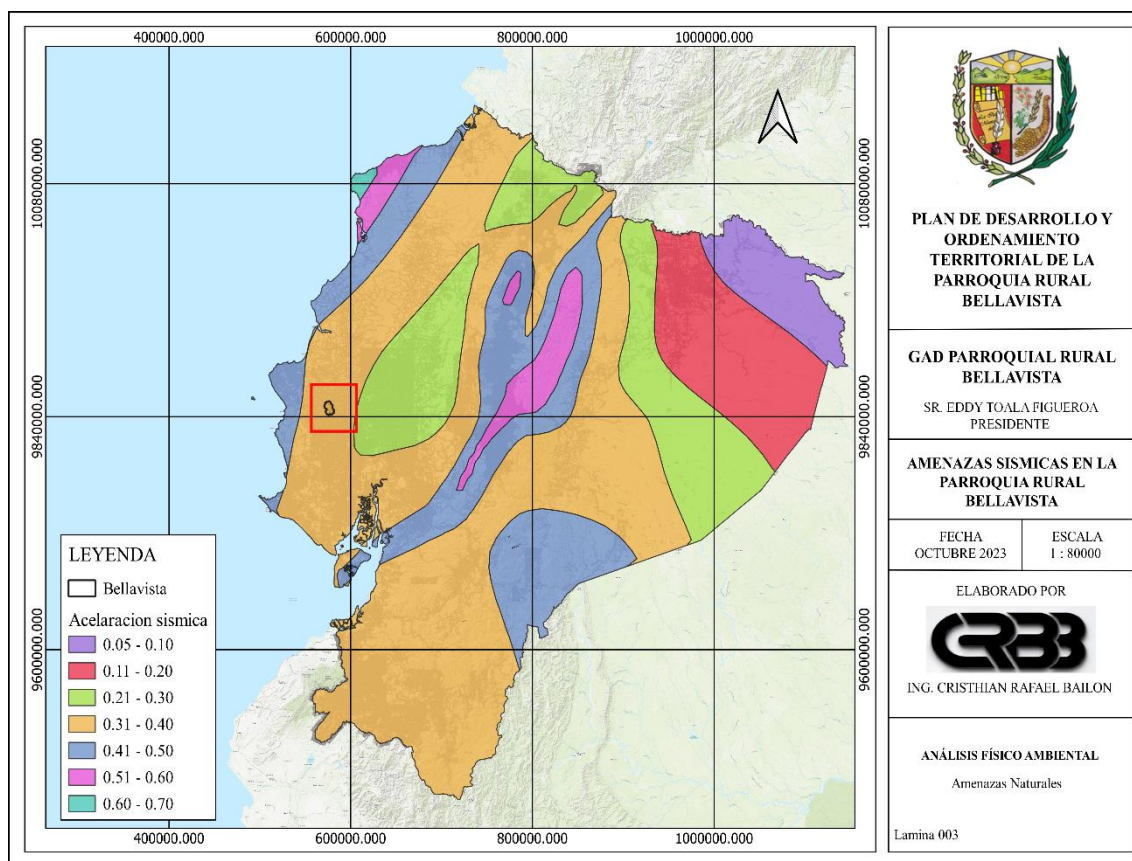 400000.000 600000.000 800000.000 1000000.000
10080000.000
10080000.000
9840000.000
9840000.000
9600000.000
9600000.000
LEYENDA
Bellavista
Acelaracion sismica
0.05 - 0.10
0.11 - 0.20
0.21 - 0.30
0.31 - 0.40
0.41 - 0.50
0.51 - 0.60
0.60 - 0.70
400000.000 600000.000 800000.000 1000000.000
PLAN DE DESARROLLO Y
ORDENAMIENTO
TERRITORIAL DE LA
PARROQUIA RURAL
BELLAVISTA
GAD PARROQUIAL RURAL
BELLAVISTA
SR. EDDY TOALA FIGUEROA
PRESIDENTE
AMENAZAS SISMICAS EN LA
PARROQUIA RURAL
BELLAVISTA
FECHA
OCTUBRE 2023
ESCALA
1 : 80000
ELABORADO POR
CRBB
ING. CRISTHIAN RAFAEL BAILON
ANÁLISIS FÍSICO AMBIENTAL
Amenazas Naturales
Lamina 003